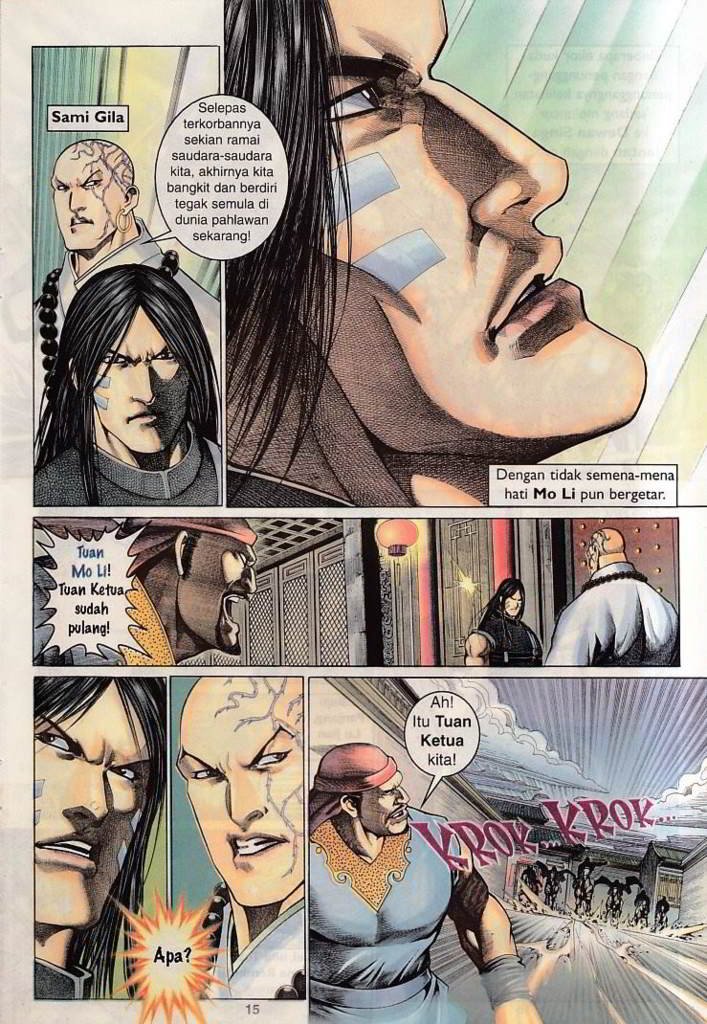 Sami Gila
Selepas
terkorbannya
sekian ramai
saudara-saudara
kita, akhirnya kita
bangkit dan berdiri
tegak semula di
dunia pahlawan
sekarang!
Dengan tidak semena-mena
hati Mo Li pun bergetar.
Tuan
Mo Li!
Tuan Ketua
sudah
pulang!
Apa?
Ah!
Itu Tuan
Ketua
kita!
KROK...KROK...
15